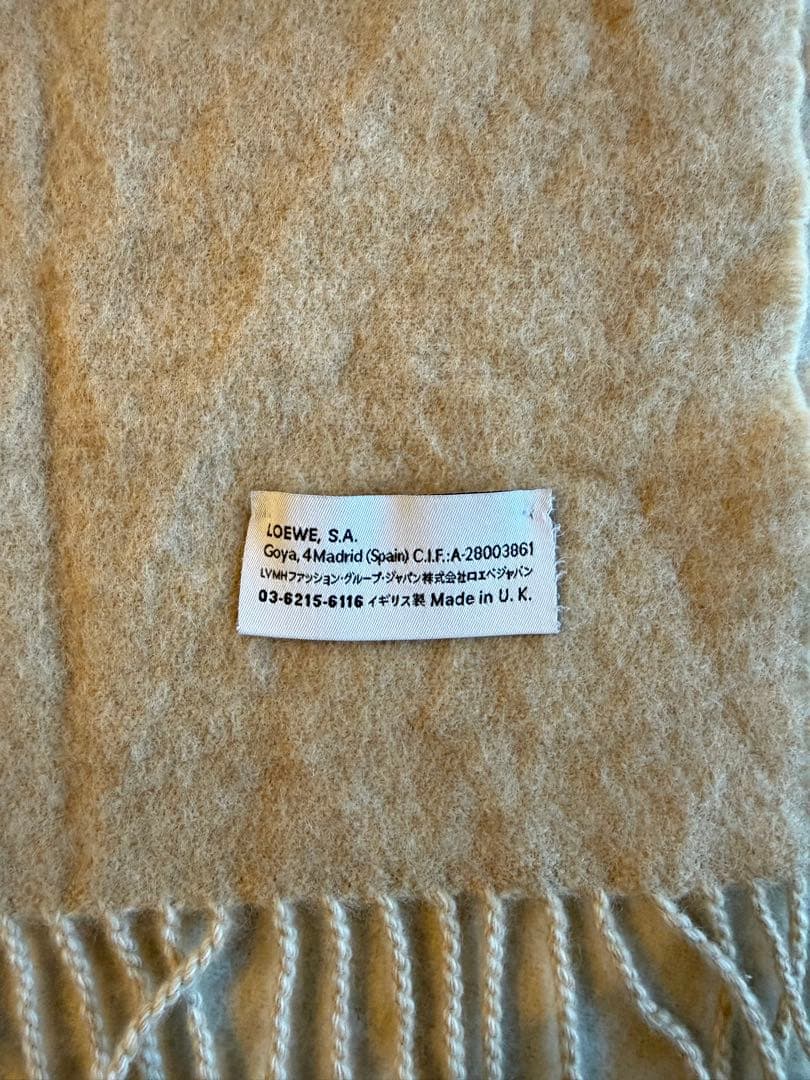 LOEWE, S.A.
Goya, 4 Madrid (Spain) C.I.F.:A-28003861
LVMHファッション・グループ・ジャパン株式会社ロエベジャパン
03-6215-6116 イギリス製 Made in U. K.